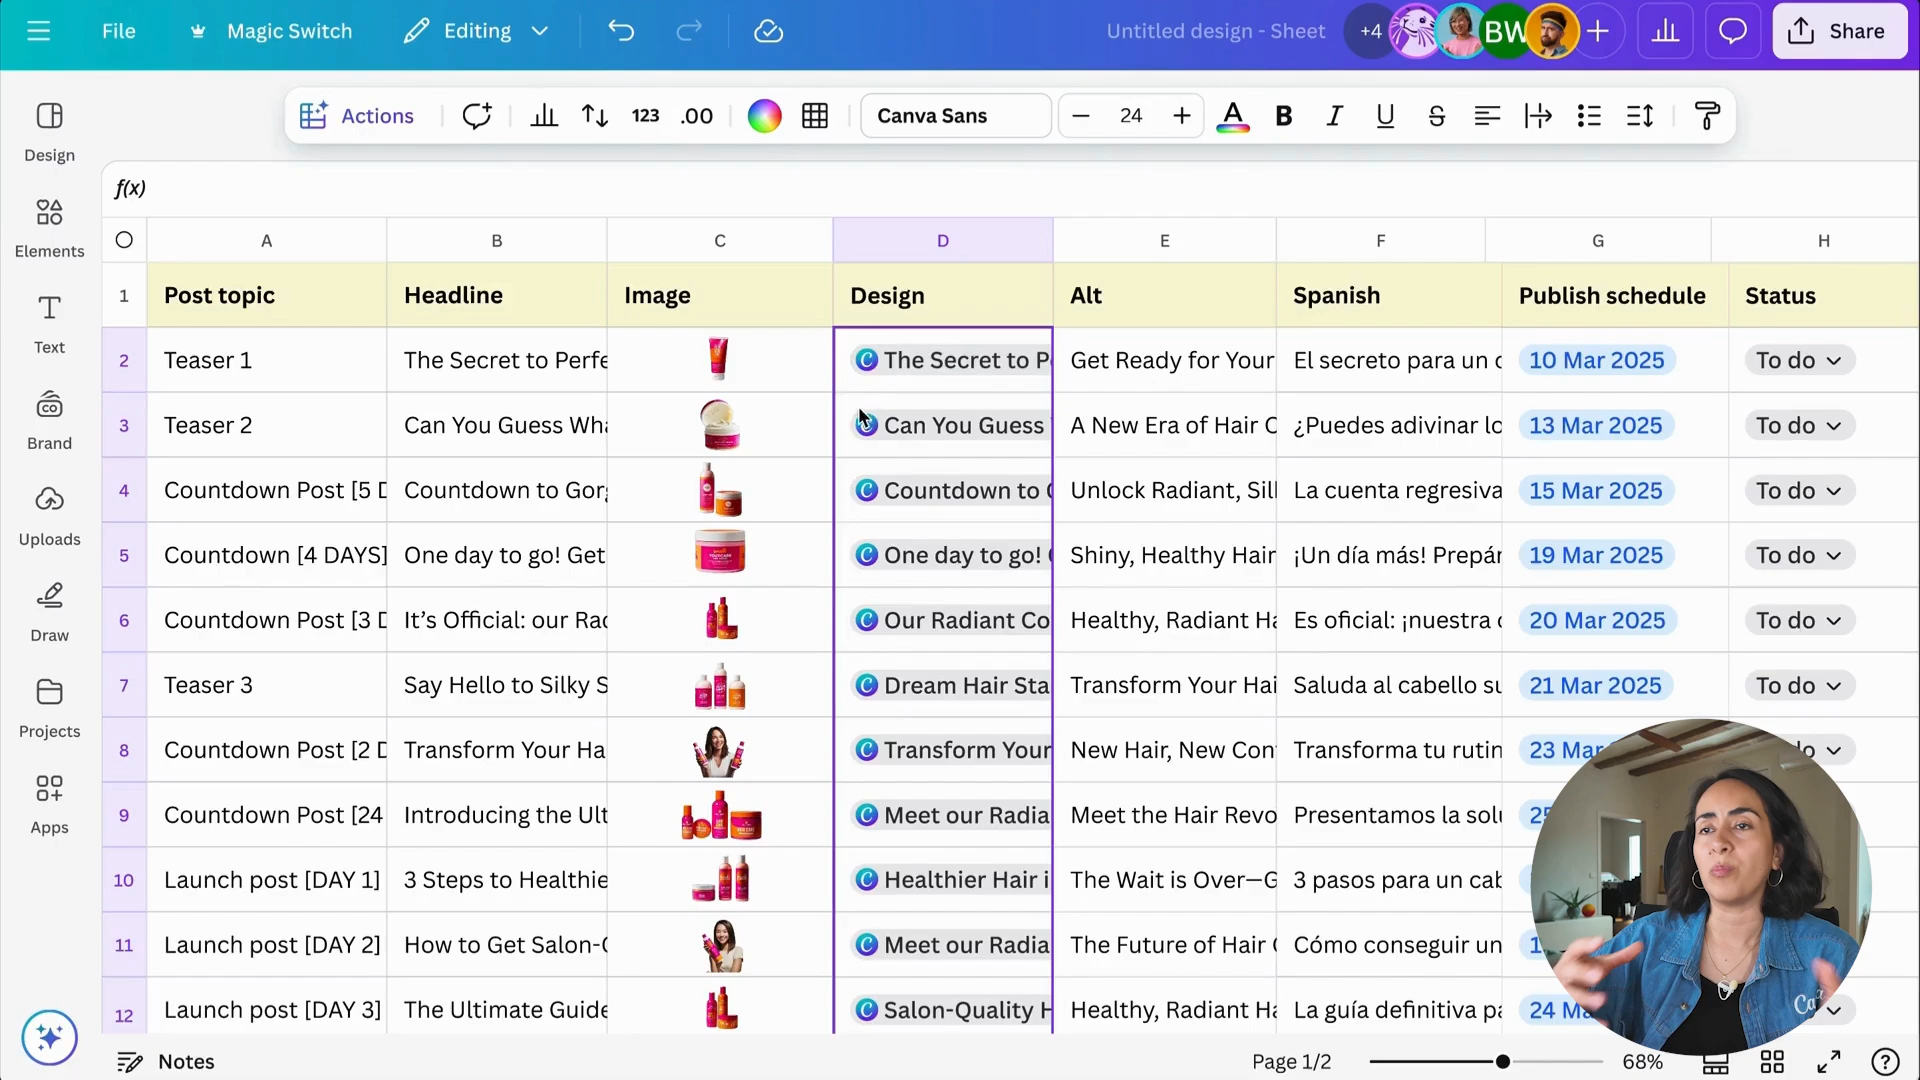 File Magic Switch Editing Untitled design - Sheet +4 BW Share
Actions 123 .00 Canva Sans 24 A B I U S
Design
Elements
Text
Brand
Uploads
Draw
Projects
Apps
f(x)
A B C D E F G H
1 Post topic Headline Image Design Alt Spanish Publish schedule Status
2 Teaser 1 The Secret to Perfe The Secret to P Get Ready for Your El secreto para un c 10 Mar 2025 To do
3 Teaser 2 Can You Guess Wha Can You Guess A New Era of Hair C ¿Puedes adivinar lo 13 Mar 2025 To do
4 Countdown Post [5 D Countdown to Gor Countdown to Unlock Radiant, Sil La cuenta regresiva 15 Mar 2025 To do
5 Countdown [4 DAYS] One day to go! Get One day to go! Shiny, Healthy Hair ¡Un día más! Prepár 19 Mar 2025 To do
6 Countdown Post [3 D It’s Official: our Rad Our Radiant Co Healthy, Radiant Ha Es oficial: ¡nuestra 20 Mar 2025 To do
7 Teaser 3 Say Hello to Silky S Dream Hair Sta Transform Your Hai Saluda al cabello su 21 Mar 2025 To do
8 Countdown Post [2 D Transform Your Ha Transform Your New Hair, New Con Transforma tu rutin 23 Mar
9 Countdown Post [24 Introducing the Ult Meet our Radia Meet the Hair Revo Presentamos la sol 25
10 Launch post [DAY 1] 3 Steps to Healthie Healthier Hair i The Wait is Over—G 3 pasos para un cab
11 Launch post [DAY 2] How to Get Salon- Meet our Radia The Future of Hair Cómo conseguir un 1
12 Launch post [DAY 3] The Ultimate Guide Salon-Quality H Healthy, Radiant Ha La guía definitiva pa 24 M
Notes Page 1/2 68%